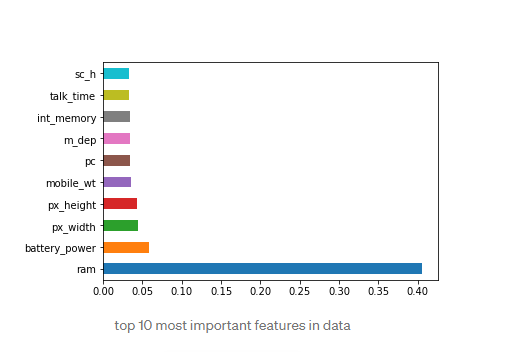 sc_h
talk_time
int_memory
m_dep
pc
mobile_wt
px_height
px_width
battery_power
ram
0.00 0.05 0.10 0.15 0.20 0.25 0.30 0.35 0.40
top 10 most important features in data